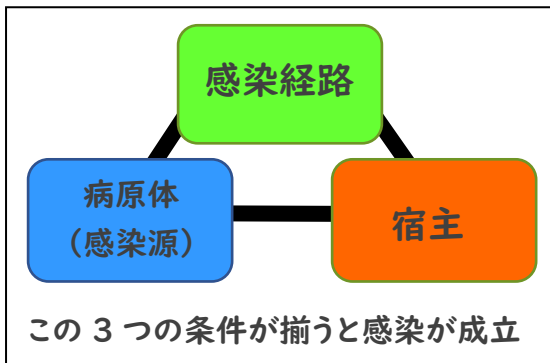 感染経路
病原体
(感染源)
宿主
この 3 つの条件が揃うと感染が成立